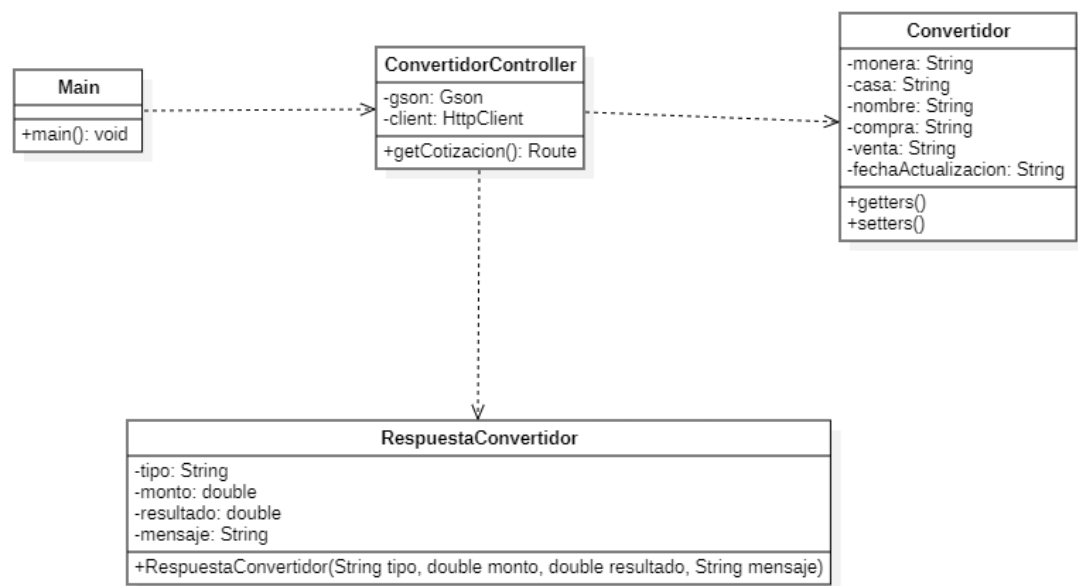 Main
+main(): void
ConvertidorController
-gson: Gson
-client: HttpClient
+getCotizacion(): Route
Convertidor
-monera: String
-casa: String
-nombre: String
-compra: String
-venta: String
-fechaActualizacion: String
+getters()
+setters()
RespuestaConvertidor
-tipo: String
-monto: double
-resultado: double
-mensaje: String
+RespuestaConvertidor(String tipo, double monto, double resultado, String mensaje)